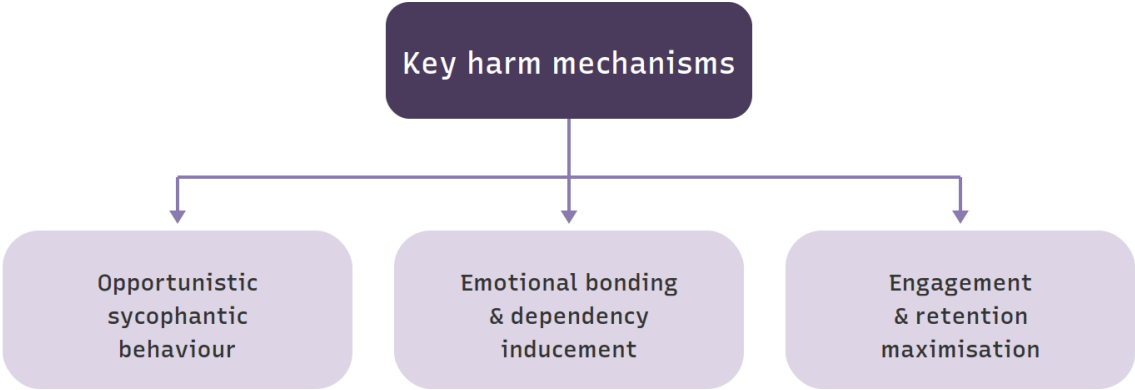 Key harm mechanisms
Opportunistic
sycophantic
behaviour
Emotional bonding
& dependency
inducement
Engagement
& retention
maximisation